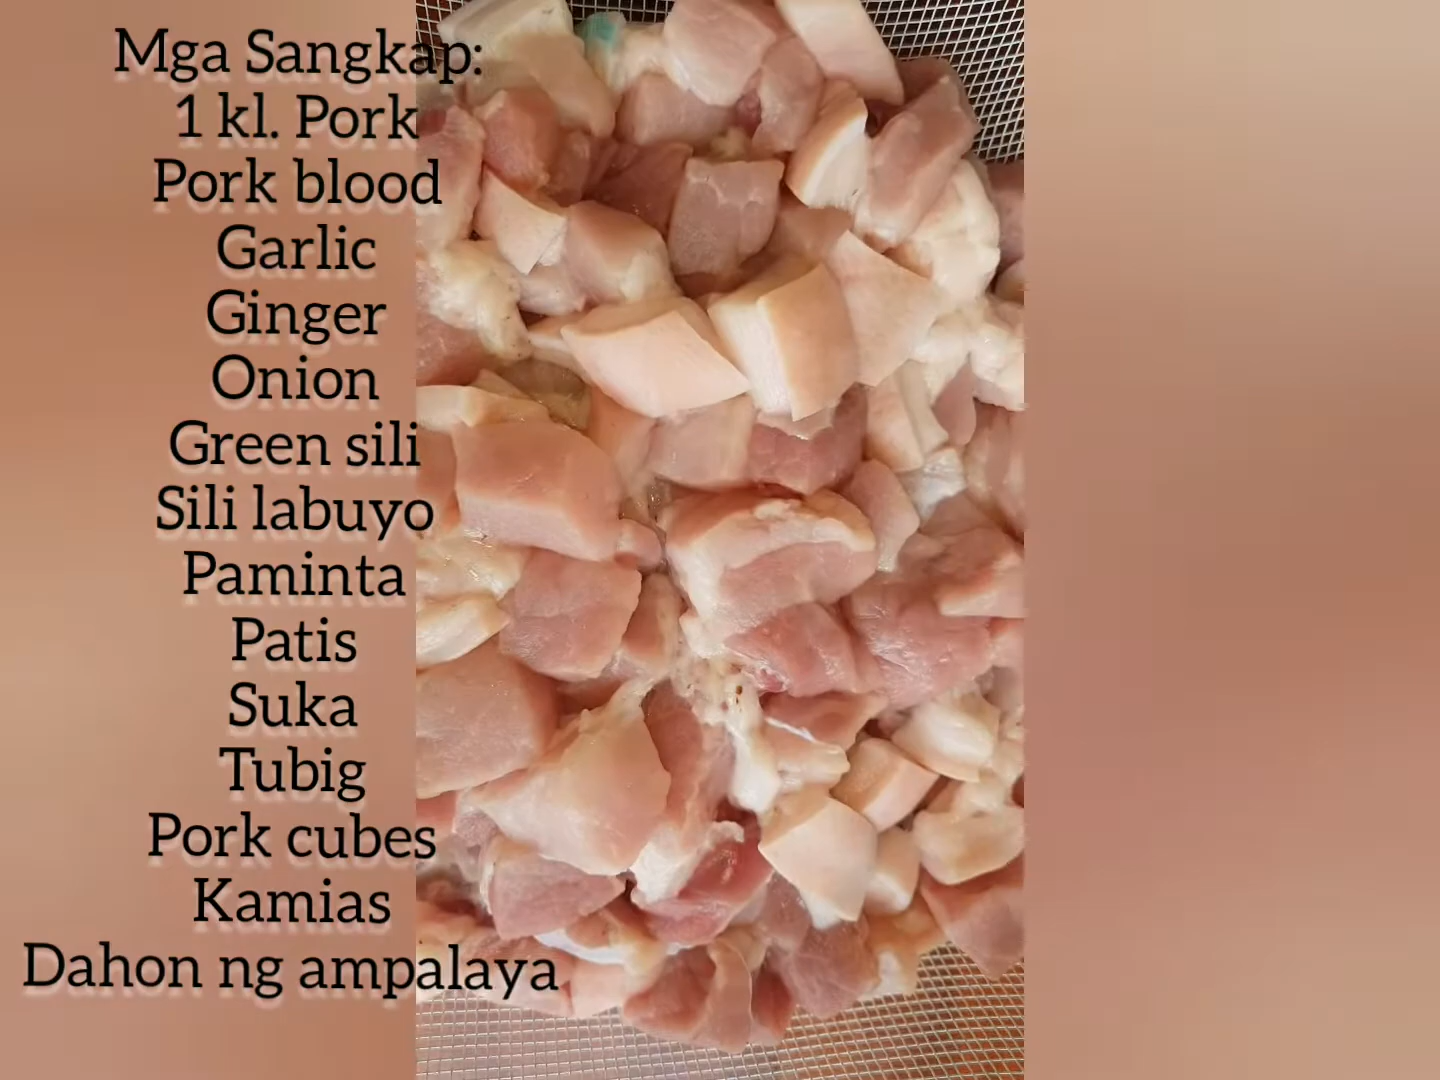 Mga Sangkap:
1 kl. Pork
Pork blood
Garlic
Ginger
Onion
Green sili
Sili labuyo
Paminta
Patis
Suka
Tubig
Pork cubes
Kamias
Dahon ng ampalaya